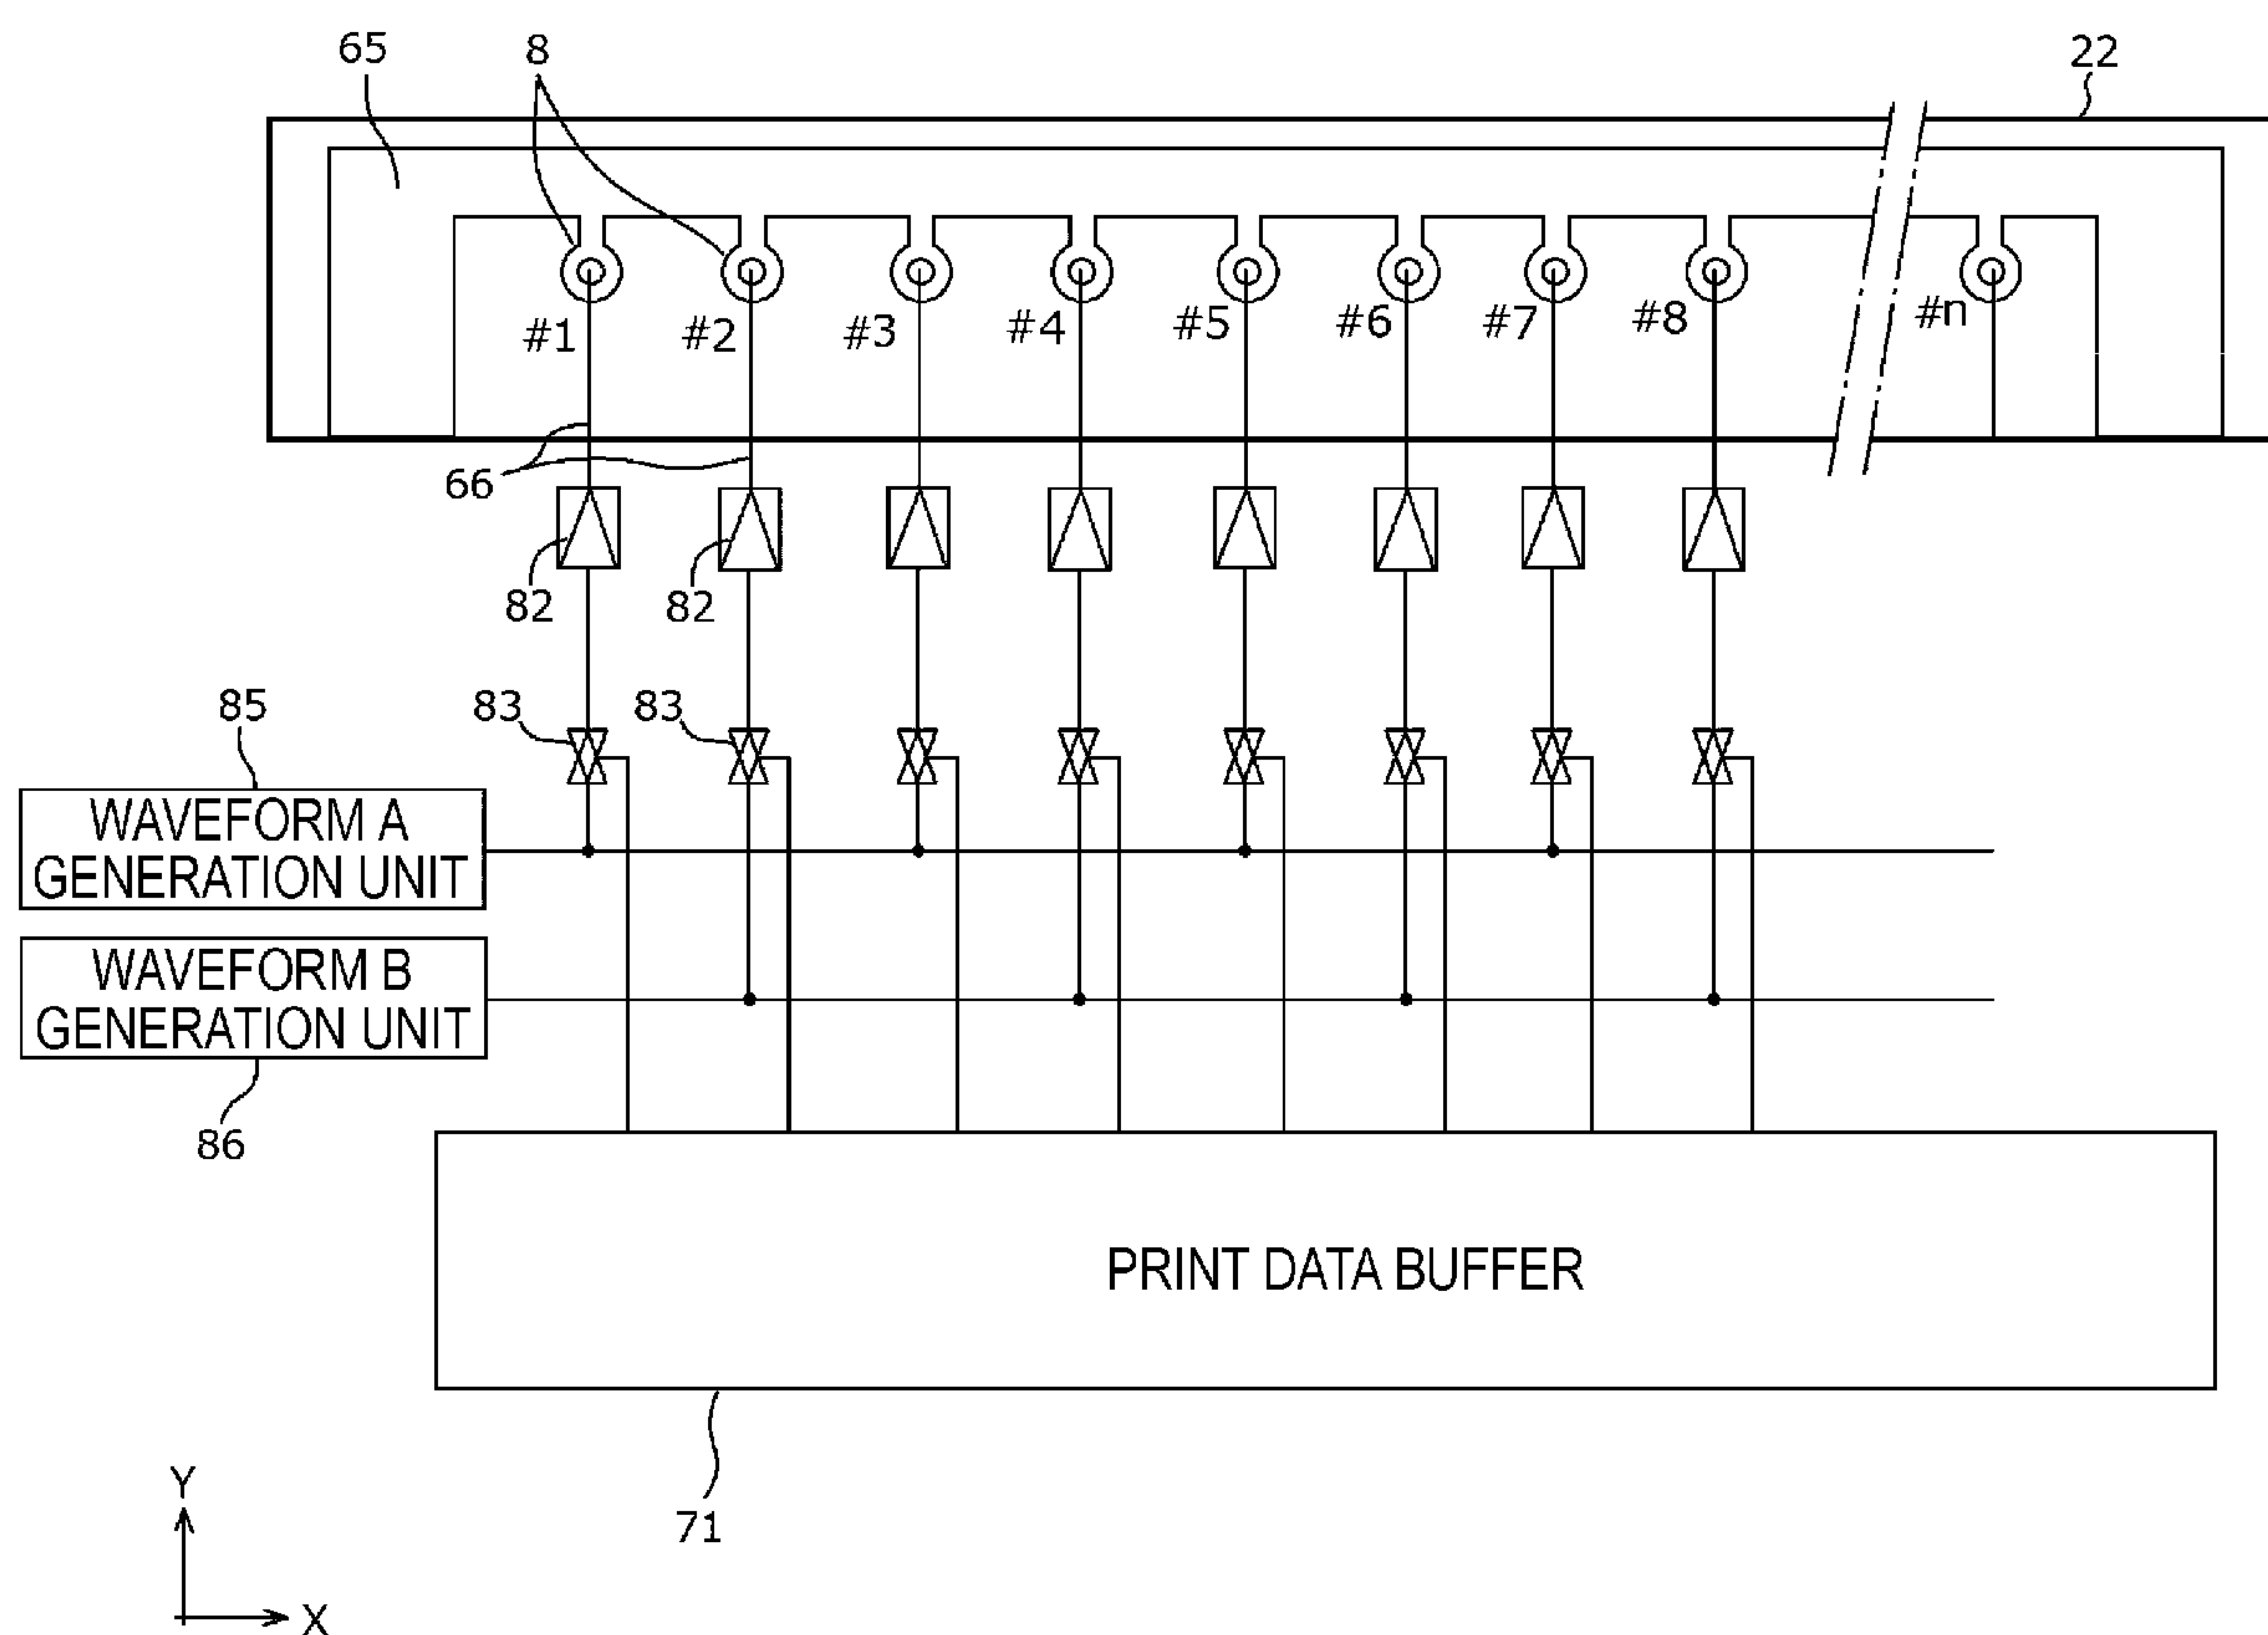 65
8
22
#1
#2
#3
#4
#5
#6
#7
#8
#n
66
82
82
85
83
83
WAVEFORM A
GENERATION UNIT
WAVEFORM B
GENERATION UNIT
86
PRINT DATA BUFFER
71
Y
X